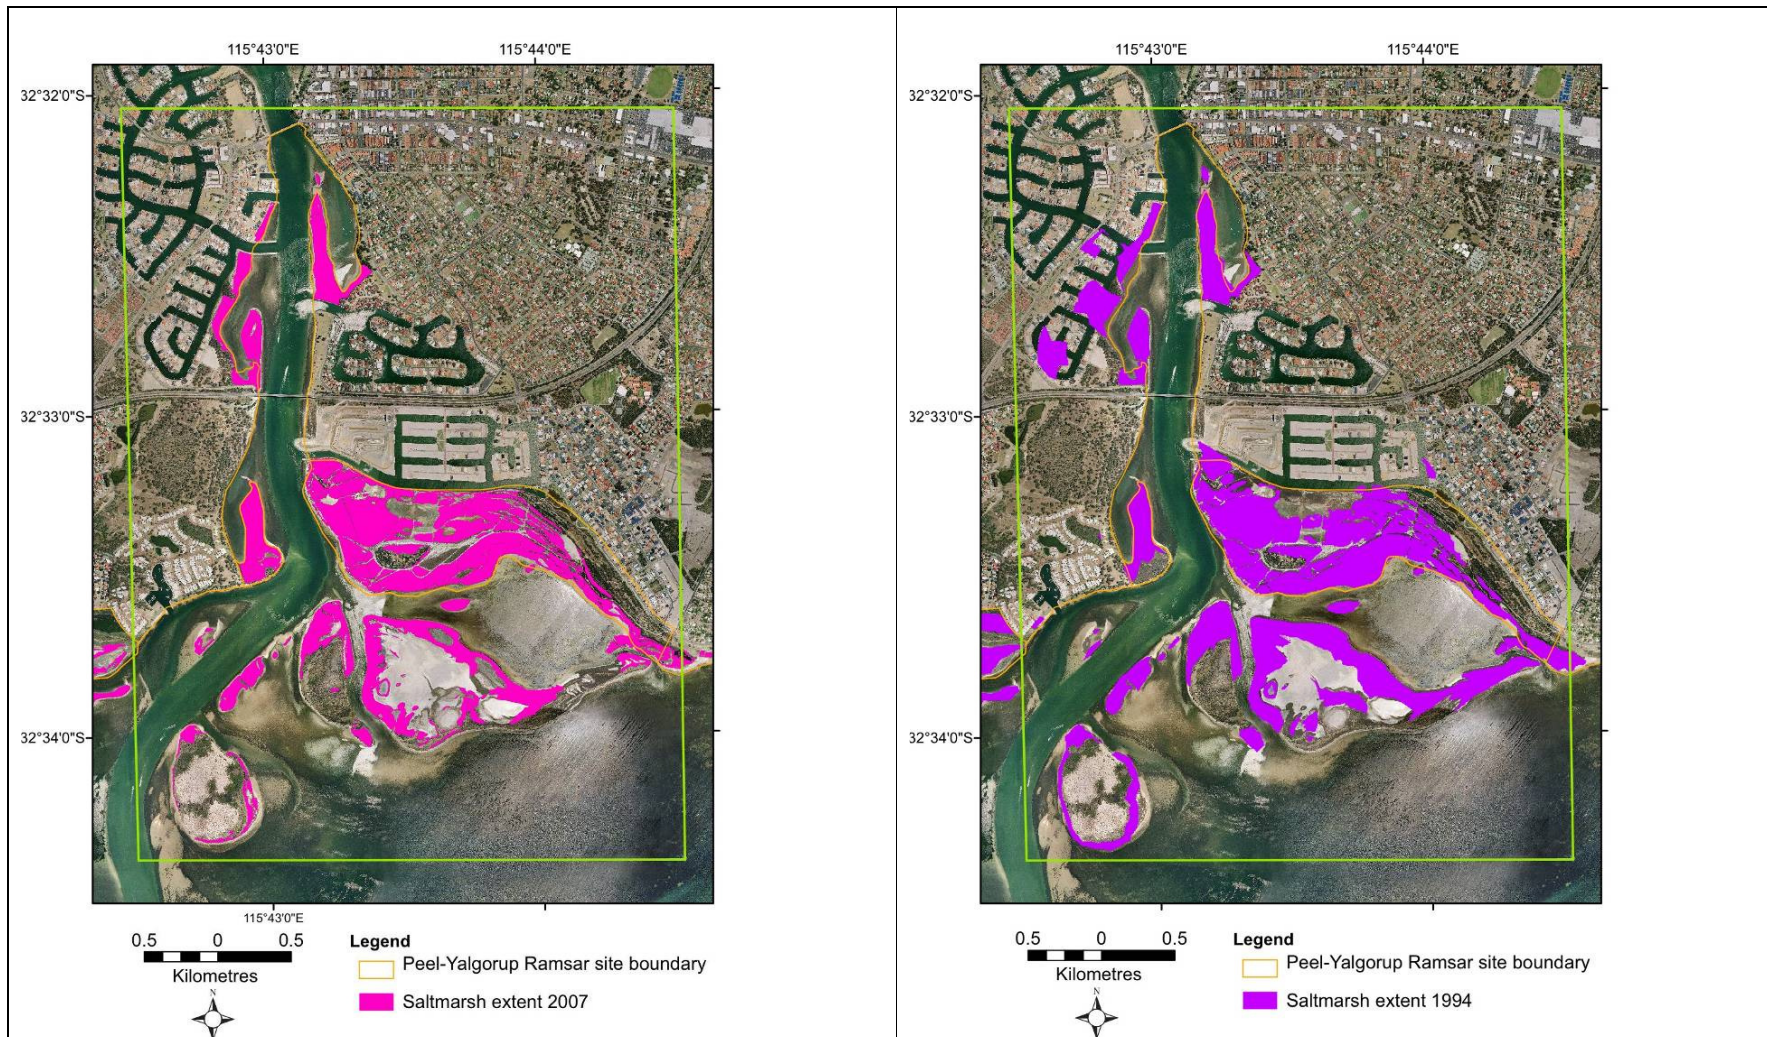 115°43'0"E 115°44'0"E
32°32'0"S
32°33'0"S
32°34'0"S
115°43'0"E
0.5 0 0.5
Kilometres
N
Legend
Peel-Yalgorup Ramsar site boundary
Saltmarsh extent 2007
115°43'0"E 115°44'0"E
32°32'0"S
32°33'0"S
32°34'0"S
0.5 0 0.5
Kilometres
N
Legend
Peel-Yalgorup Ramsar site boundary
Saltmarsh extent 1994